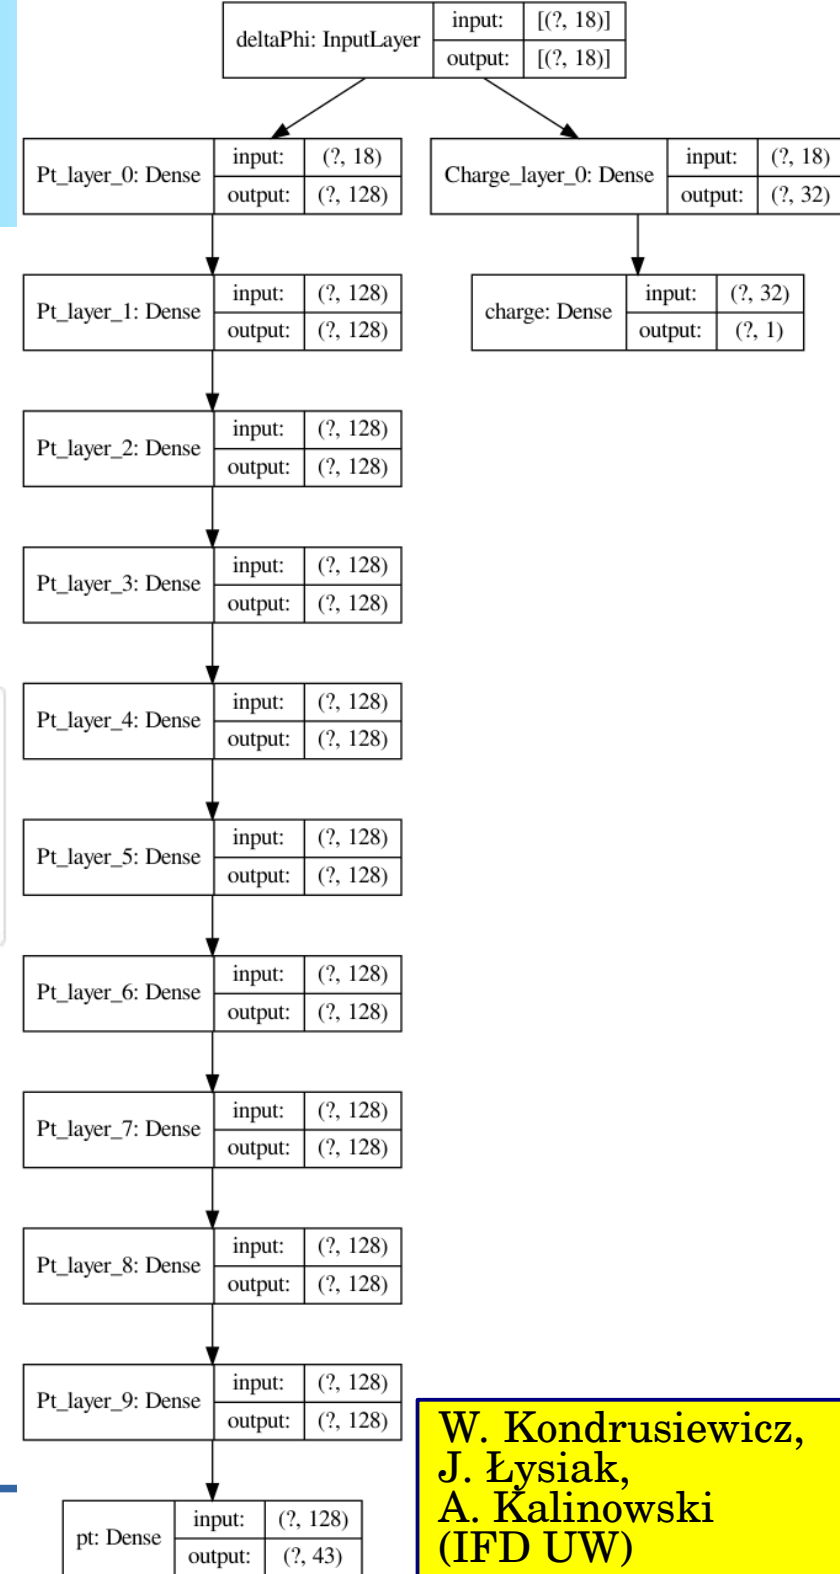 deltaPhi: InputLayer
input: [(?, 18)]
output: [(?, 18)]
Pt_layer_0: Dense
input: (?, 18)
output: (?, 128)
Charge_layer_0: Dense
input: (?, 18)
output: (?, 32)
Pt_layer_1: Dense
input: (?, 128)
output: (?, 128)
charge: Dense
input: (?, 32)
output: (?, 1)
Pt_layer_2: Dense
input: (?, 128)
output: (?, 128)
Pt_layer_3: Dense
input: (?, 128)
output: (?, 128)
Pt_layer_4: Dense
input: (?, 128)
output: (?, 128)
Pt_layer_5: Dense
input: (?, 128)
output: (?, 128)
Pt_layer_6: Dense
input: (?, 128)
output: (?, 128)
Pt_layer_7: Dense
input: (?, 128)
output: (?, 128)
Pt_layer_8: Dense
input: (?, 128)
output: (?, 128)
Pt_layer_9: Dense
input: (?, 128)
output: (?, 128)
pt: Dense
input: (?, 128)
output: (?, 43)
W. Kondrusiewicz,
J. Łysiak,
A. Kalinowski
(IFD UW)